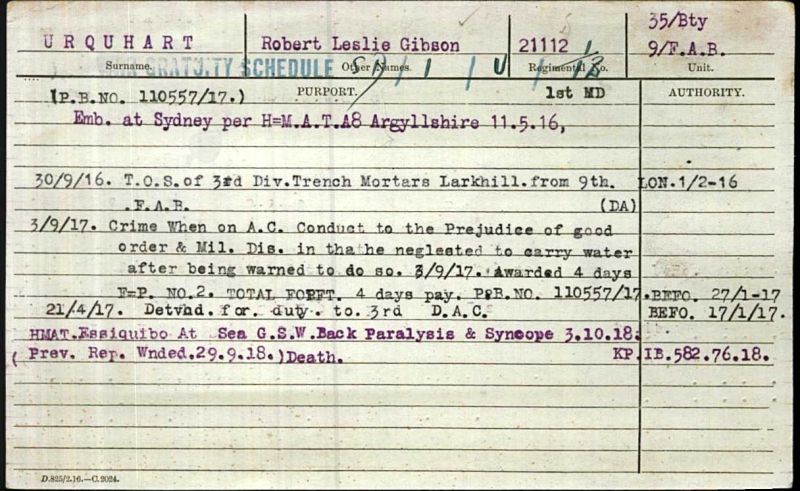 35/Bty
URQUHART Robert Leslie Gibson 21112 9/F.A.B.
Surname. Other Names. Regimental No. Unit.
GRATUITY SCHEDULE
(P.B.NO. 110557/17.) PURPORT. 1st MD AUTHORITY.
Emb. at Sydney per H=M.A.T.A8 Argyllshire 11.5.16,
30/9/16. T.O.S.of 3rd Div.Trench Mortars Larkhill.from 9th. LON.1/2-16
.F.A.B. (DA)
3/9/17. Crime When on A.C. Conduct to the Prejudice of good
order & Mil. Dis. in tha he neglested to carry water
after being warned to do so. 3/9/17. Awarded 4 days
F=P. NO.2. TOTAL FORFT. 4 days pay. P.B.NO. 110557/17.BEFO. 27/1-17
21/4/17. Detvhd. for. duty. to. 3rd D.A.C. BEFO. 17/1/17.
HMAT.Essiquibo At Sea G.S.W.Back Paralysis & Syncope 3.10.18.
(Prev. Rep. Wnded.29.9.18.)Death. KP.IB.582.76.18.
D.825/2.16.—C.2024.